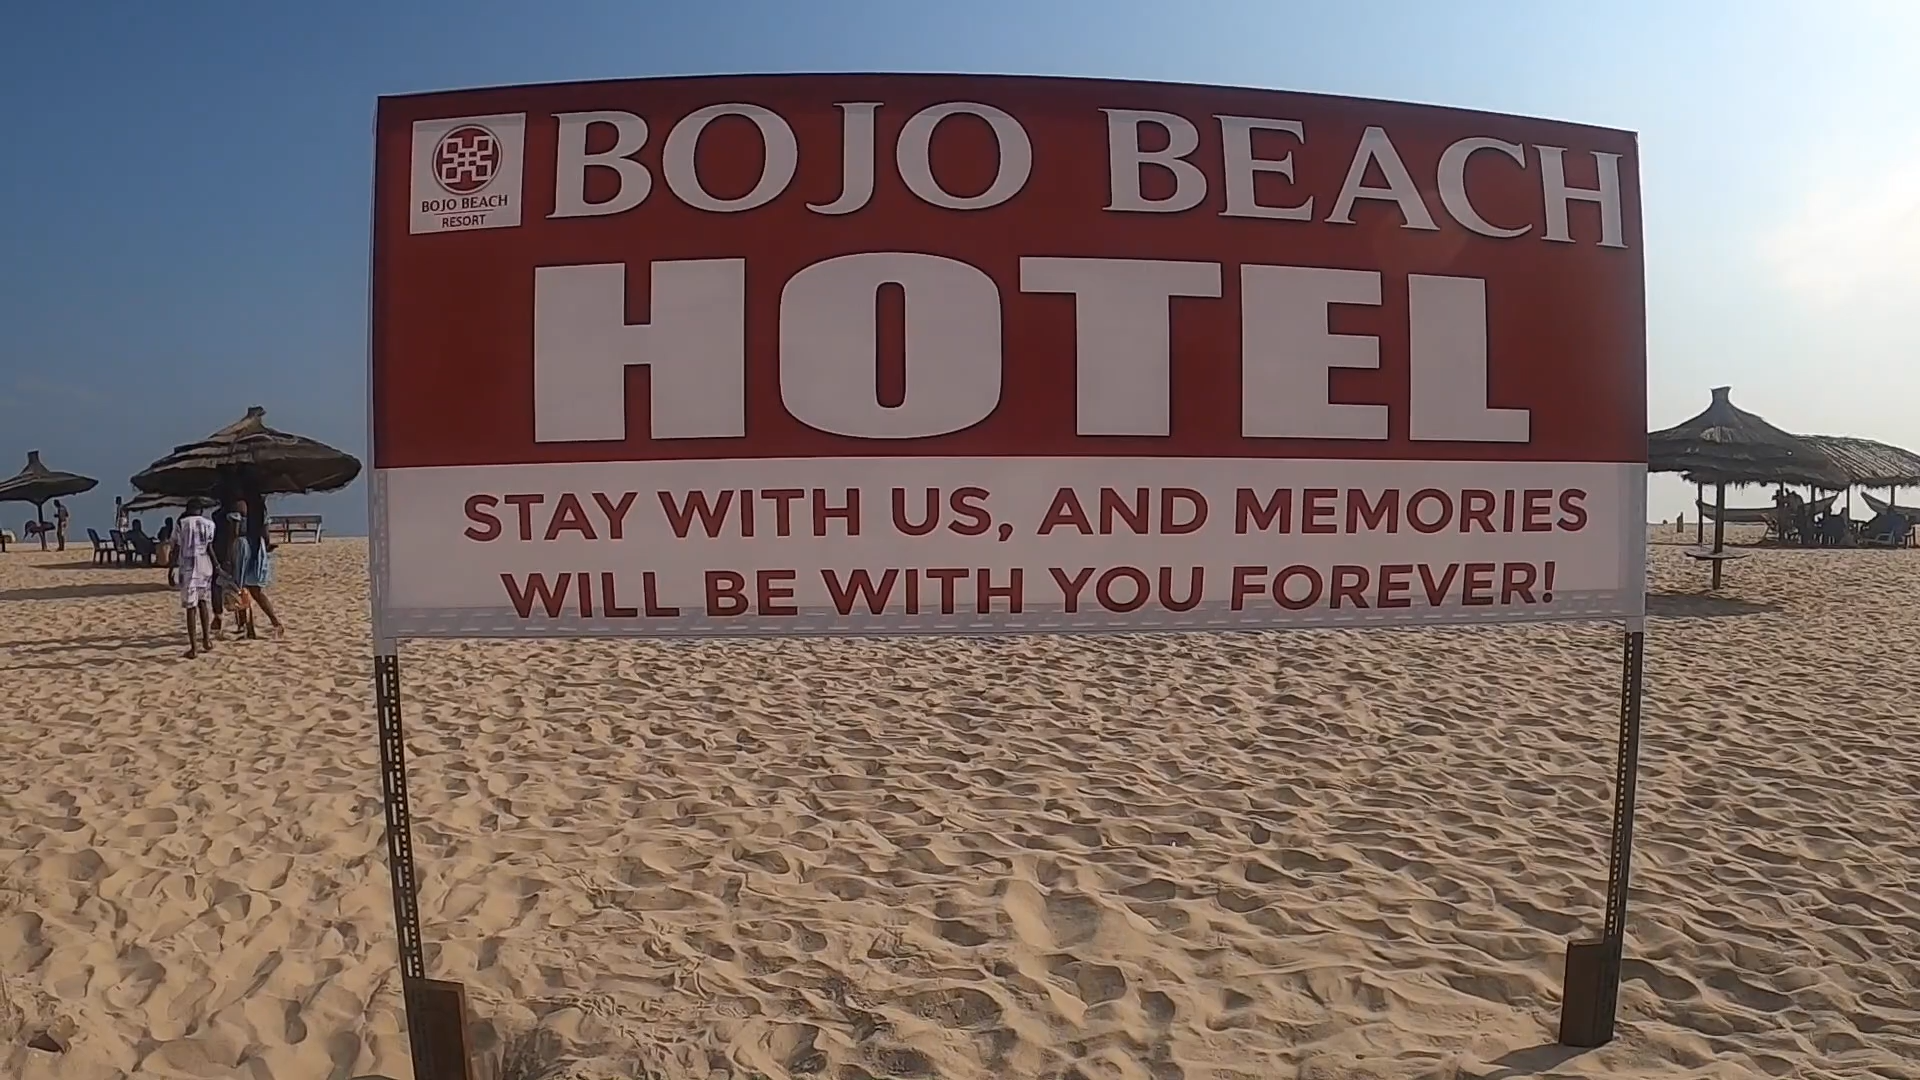 BOJO BEACH
RESORT
BOJO BEACH
HOTEL
STAY WITH US, AND MEMORIES
WILL BE WITH YOU FOREVER!